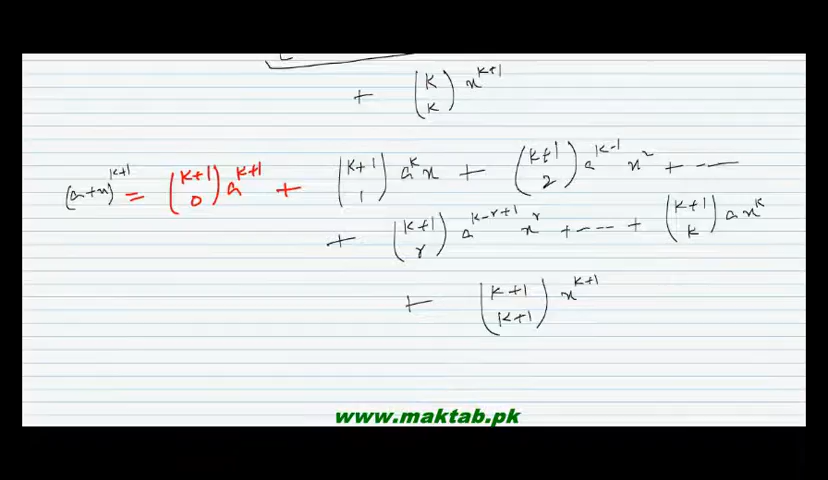 + (K K) x^{K+1}
(a+x)^{K+1} = (K+1 0) a^{K+1} + (K+1 1) a^K x + (K+1 2) a^{K-1} x^2 + ---
+ (K+1 r) a^{K-r+1} x^r + --- + (K+1 K) a x^K
+ (K+1 K+1) x^{K+1}
www.maktab.pk